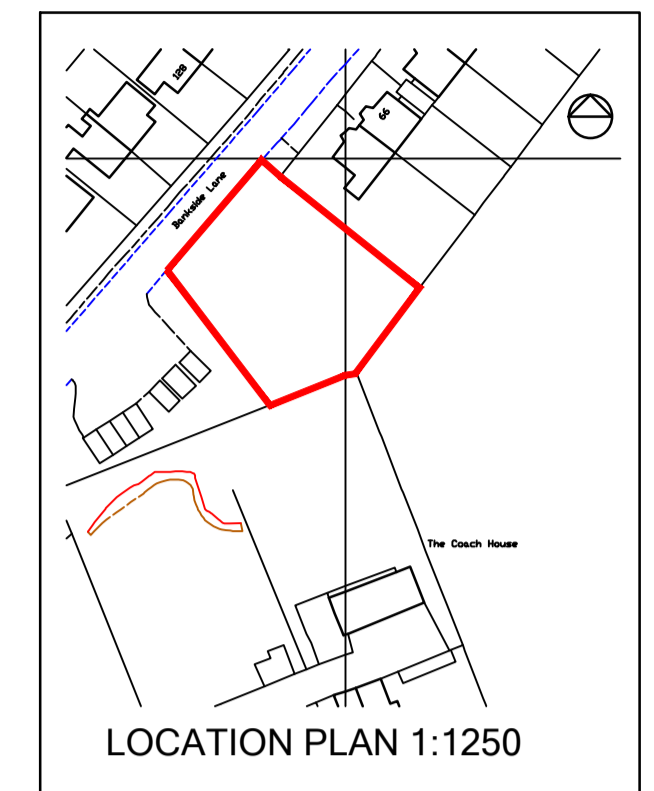 128
66
Bankside Lane
The Coach House
LOCATION PLAN 1:1250